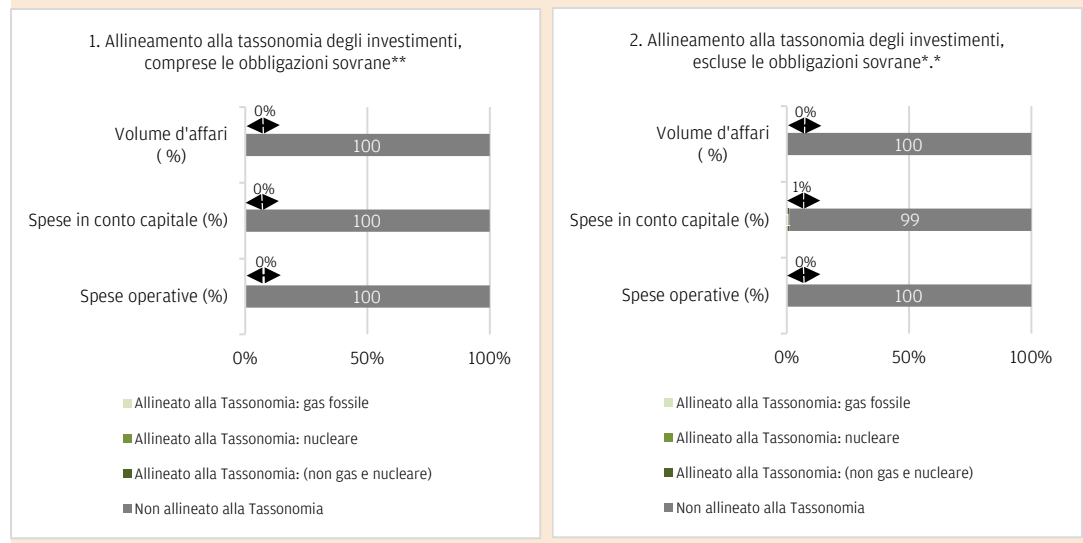 1. Allineamento alla tassonomia degli investimenti,
comprese le obbligazioni sovrane**
0%
Volume d'affari
( %)
100
0%
Spese in conto capitale (%)
100
0%
Spese operative (%)
100
0%
50%
100%
Allineato alla Tassonomia: gas fossile
Allineato alla Tassonomia: nucleare
Allineato alla Tassonomia: (non gas e nucleare)
Non allineato alla Tassonomia
2. Allineamento alla tassonomia degli investimenti,
escluse le obbligazioni sovrane*.*
0%
Volume d'affari
( %)
100
1%
Spese in conto capitale (%)
1
99
0%
Spese operative (%)
100
0%
50%
100%
Allineato alla Tassonomia: gas fossile
Allineato alla Tassonomia: nucleare
Allineato alla Tassonomia: (non gas e nucleare)
Non allineato alla Tassonomia